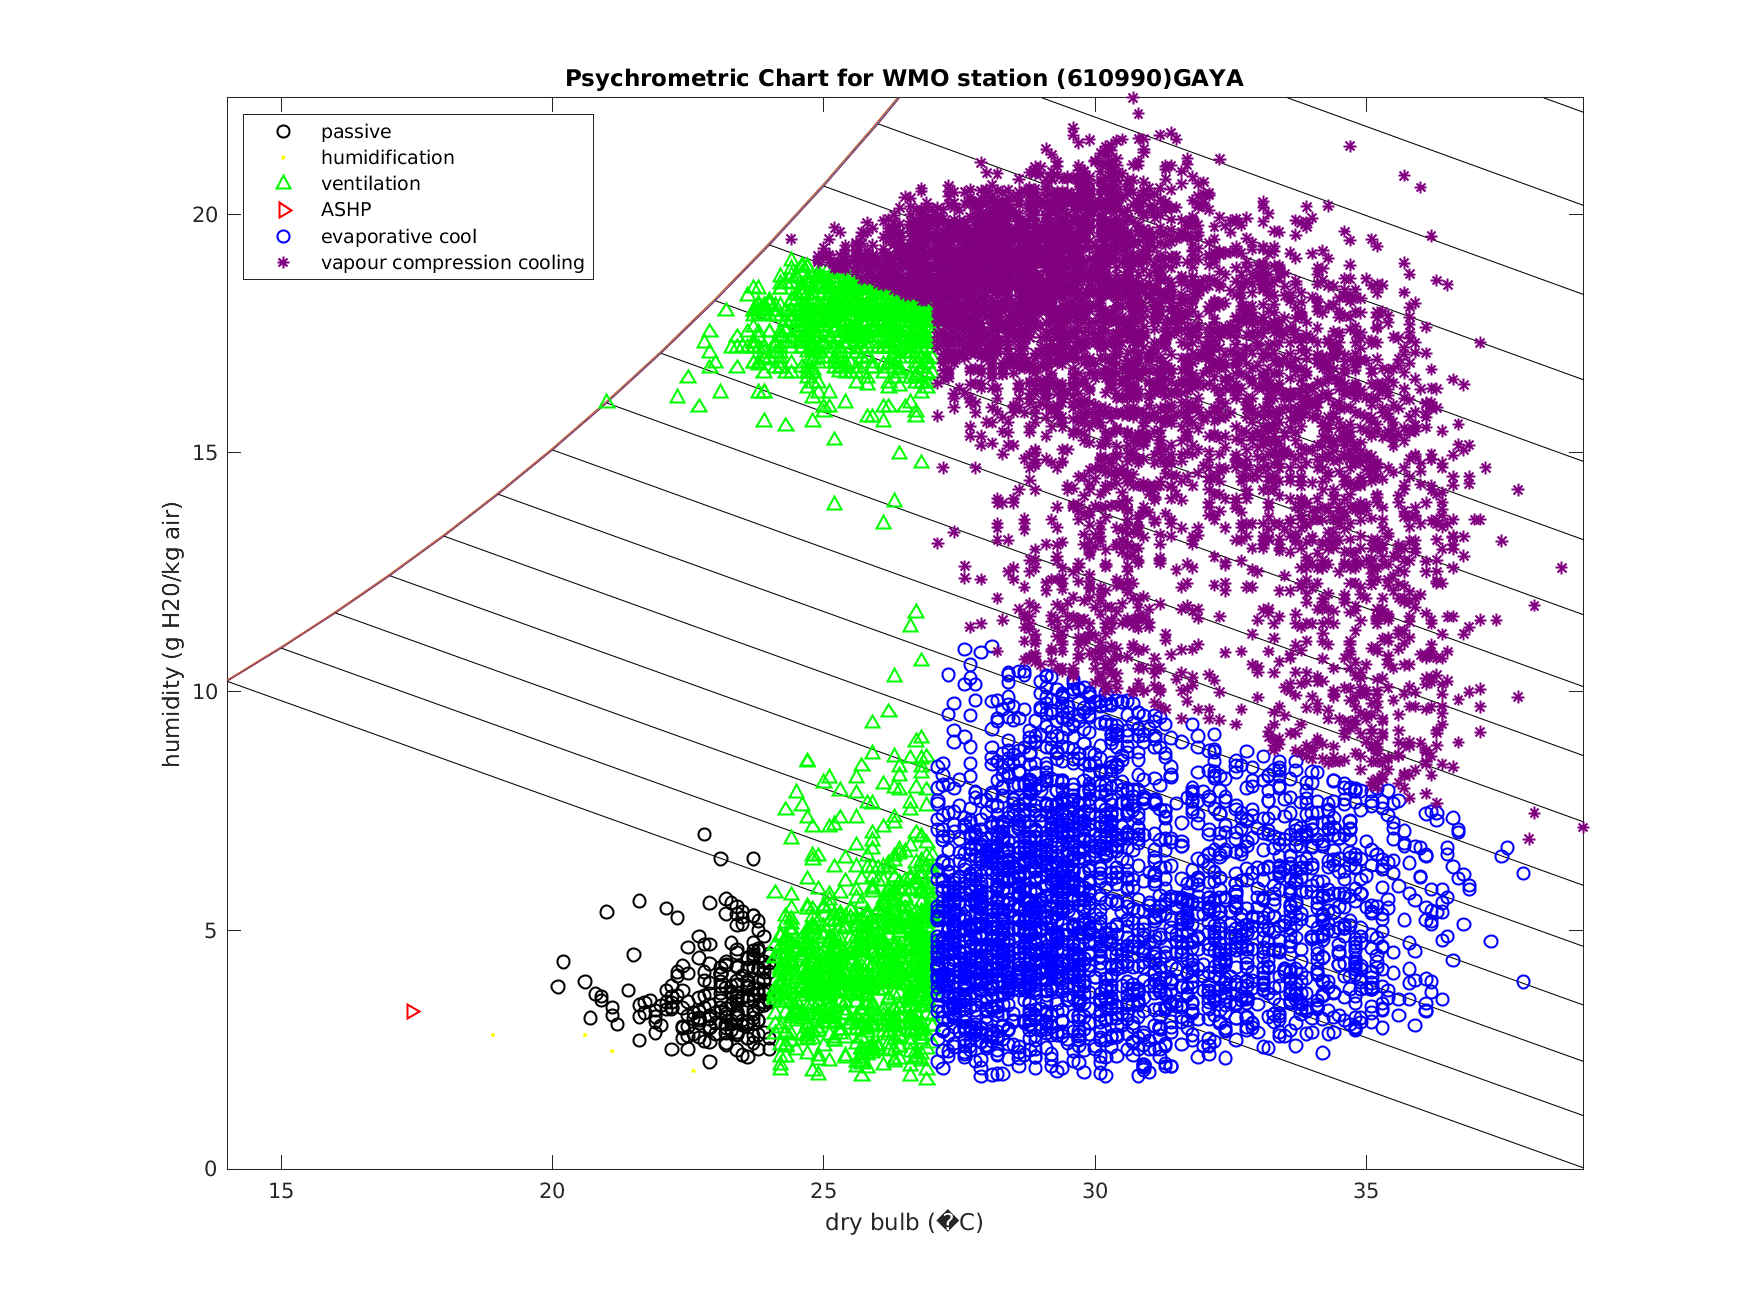 Psychrometric Chart for WMO station (610990)GAYA
passive
humidification
ventilation
ASHP
evaporative cool
vapour compression cooling
humidity (g H20/kg air)
20
15
10
5
0
15
20
25
30
35
dry bulb (�C)